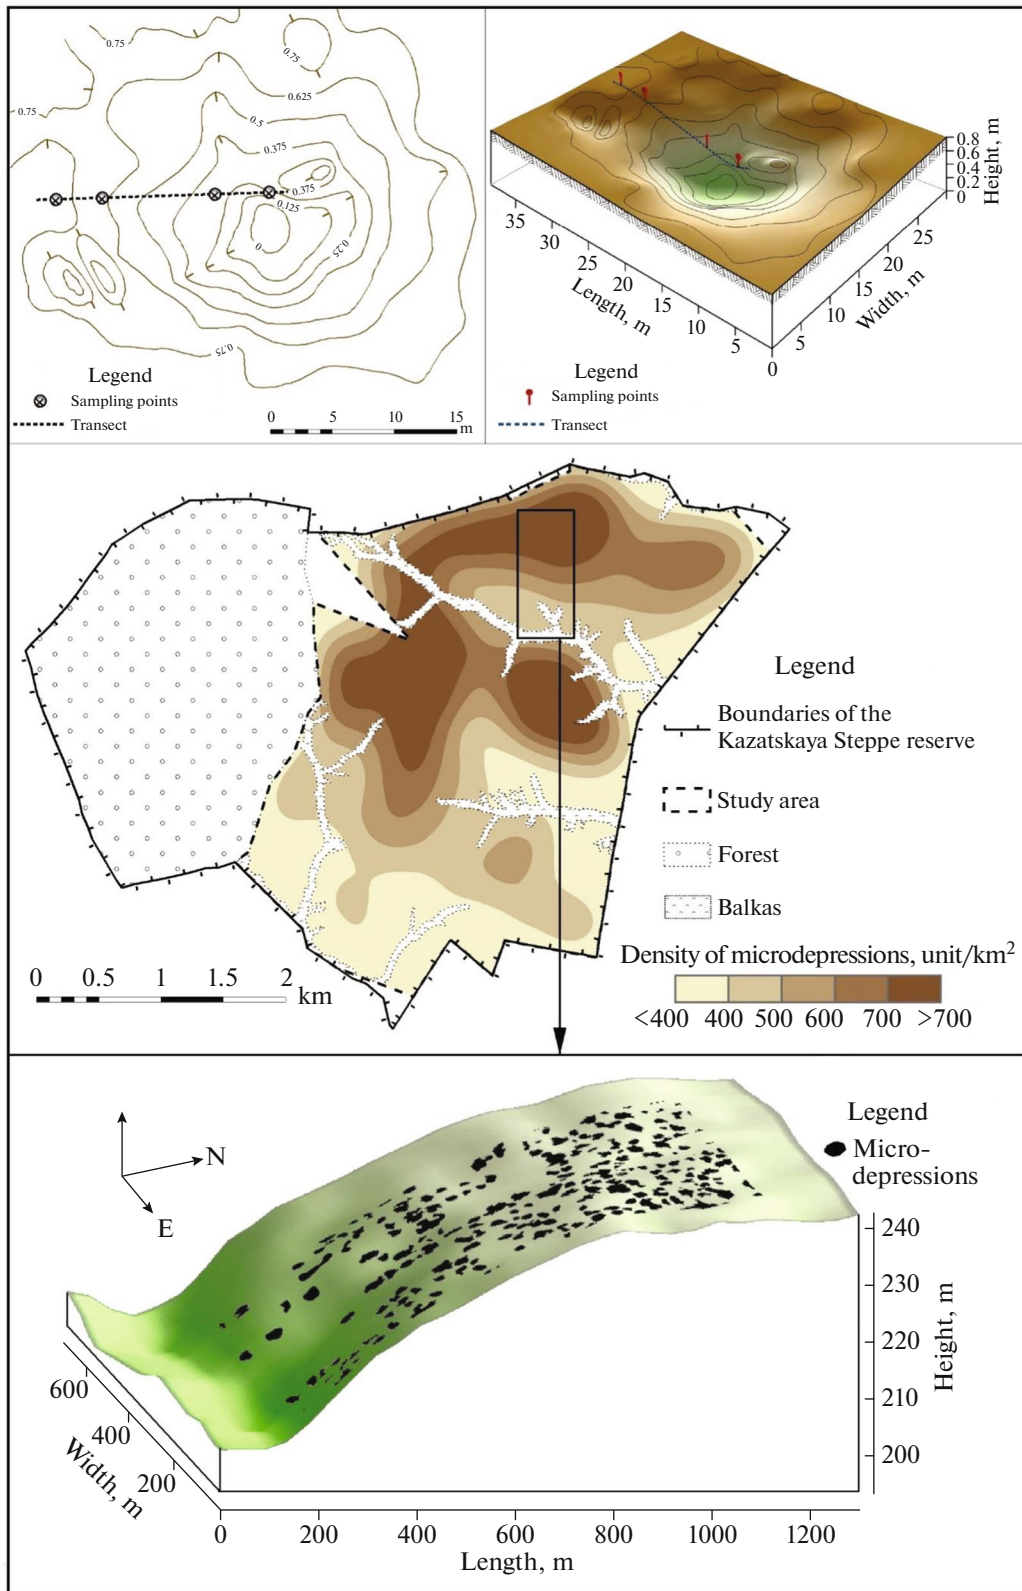 0.75
0.75
0.75
0.625
0.5
0.375
0.375
0.125
0
0.25
0.75
Legend
Sampling points
Transect
0 5 10 15
m
0.8
0.6
0.4
0.2
0
Height, m
35
30
25
20
15
10
5
0
Length, m
25
20
15
10
5
Width, m
Legend
Sampling points
Transect
Legend
Boundaries of the
Kazatskaya Steppe reserve
Study area
Forest
Balkas
Density of microdepressions, unit/km²
<400 400 500 600 700 >700
0 0.5 1 1.5 2
km
N
E
Legend
Micro-
depressions
240
230
220
210
200
Height, m
600
400
200
Width, m
0 200 400 600 800 1000 1200
Length, m